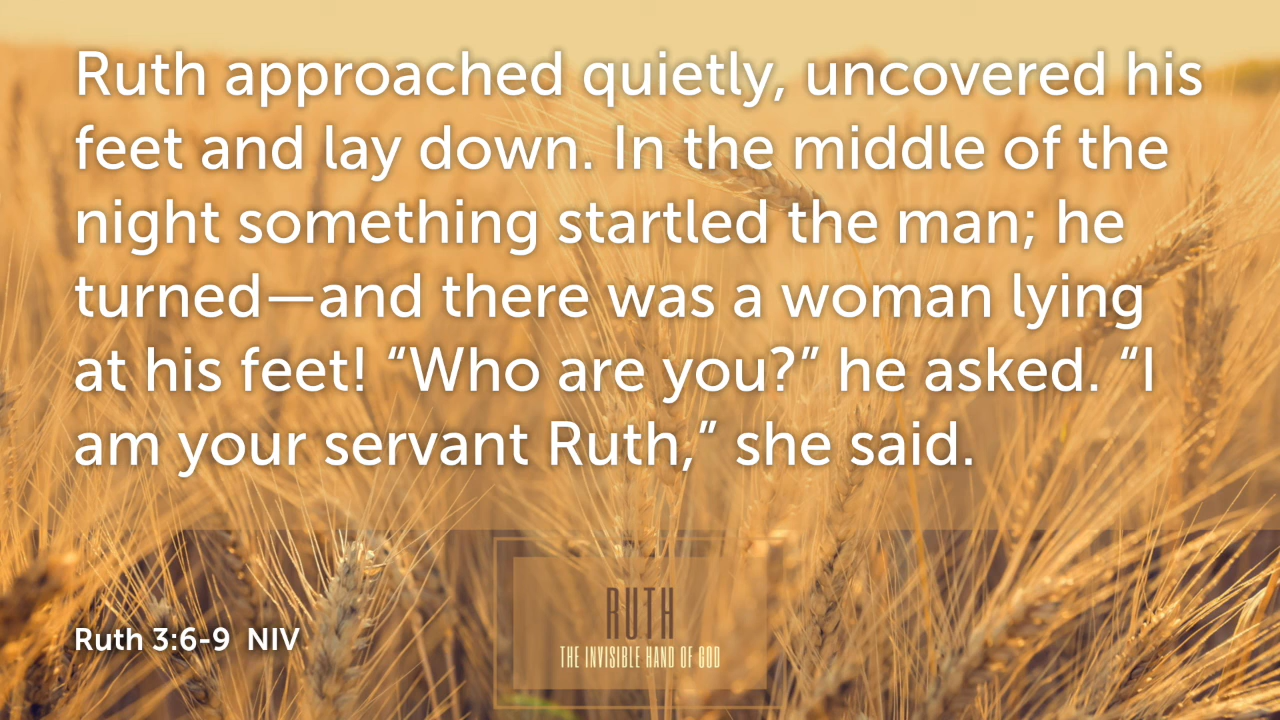 Ruth approached quietly, uncovered his
feet and lay down. In the middle of the
night something startled the man; he
turned—and there was a woman lying
at his feet! “Who are you?” he asked. “I
am your servant Ruth,” she said.
Ruth 3:6-9 NIV
RUTH
THE INVISIBLE HAND OF GOD